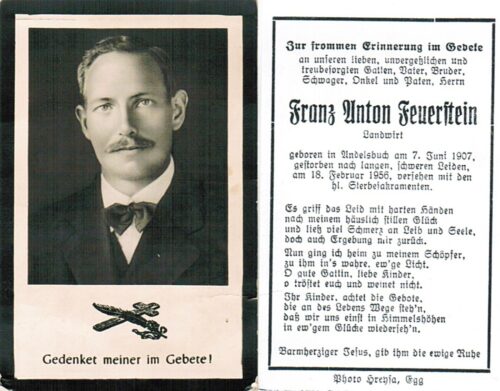 Gedenket meiner im Gebete!
Zur frommen Erinnerung im Gebete
an unseren lieben, unvergeßlichen und
treubesorgten Gatten, Vater, Bruder,
Schwager, Onkel und Paten, Herrn
Franz Anton Feuerstein
Landwirt
geboren in Andelsbuch am 7. Juni 1907,
gestorben nach langen, schweren Leiden,
am 18. Februar 1956, versehen mit den
hl. Sterbesakramenten.
Es griff das Leid mit harten Händen
nach meinem häuslich stillen Glück
und ließ viel Schmerz an Leib und Seele,
doch auch Ergebung mir zurück.
Nun ging ich heim zu meinem Schöpfer,
zu ihm in's wahre, ew'ge Licht.
O gute Gattin, liebe Kinder,
o tröstet euch und weinet nicht.
Ihr Kinder, achtet die Gebote,
die an des Lebens Wege steh'n,
daß wir uns einst in Himmelshöhen
in ew'gem Glücke wiederseh'n.
Barmherziger Jesus, gib ihm die ewige Ruhe
Photo Hreysa, Egg